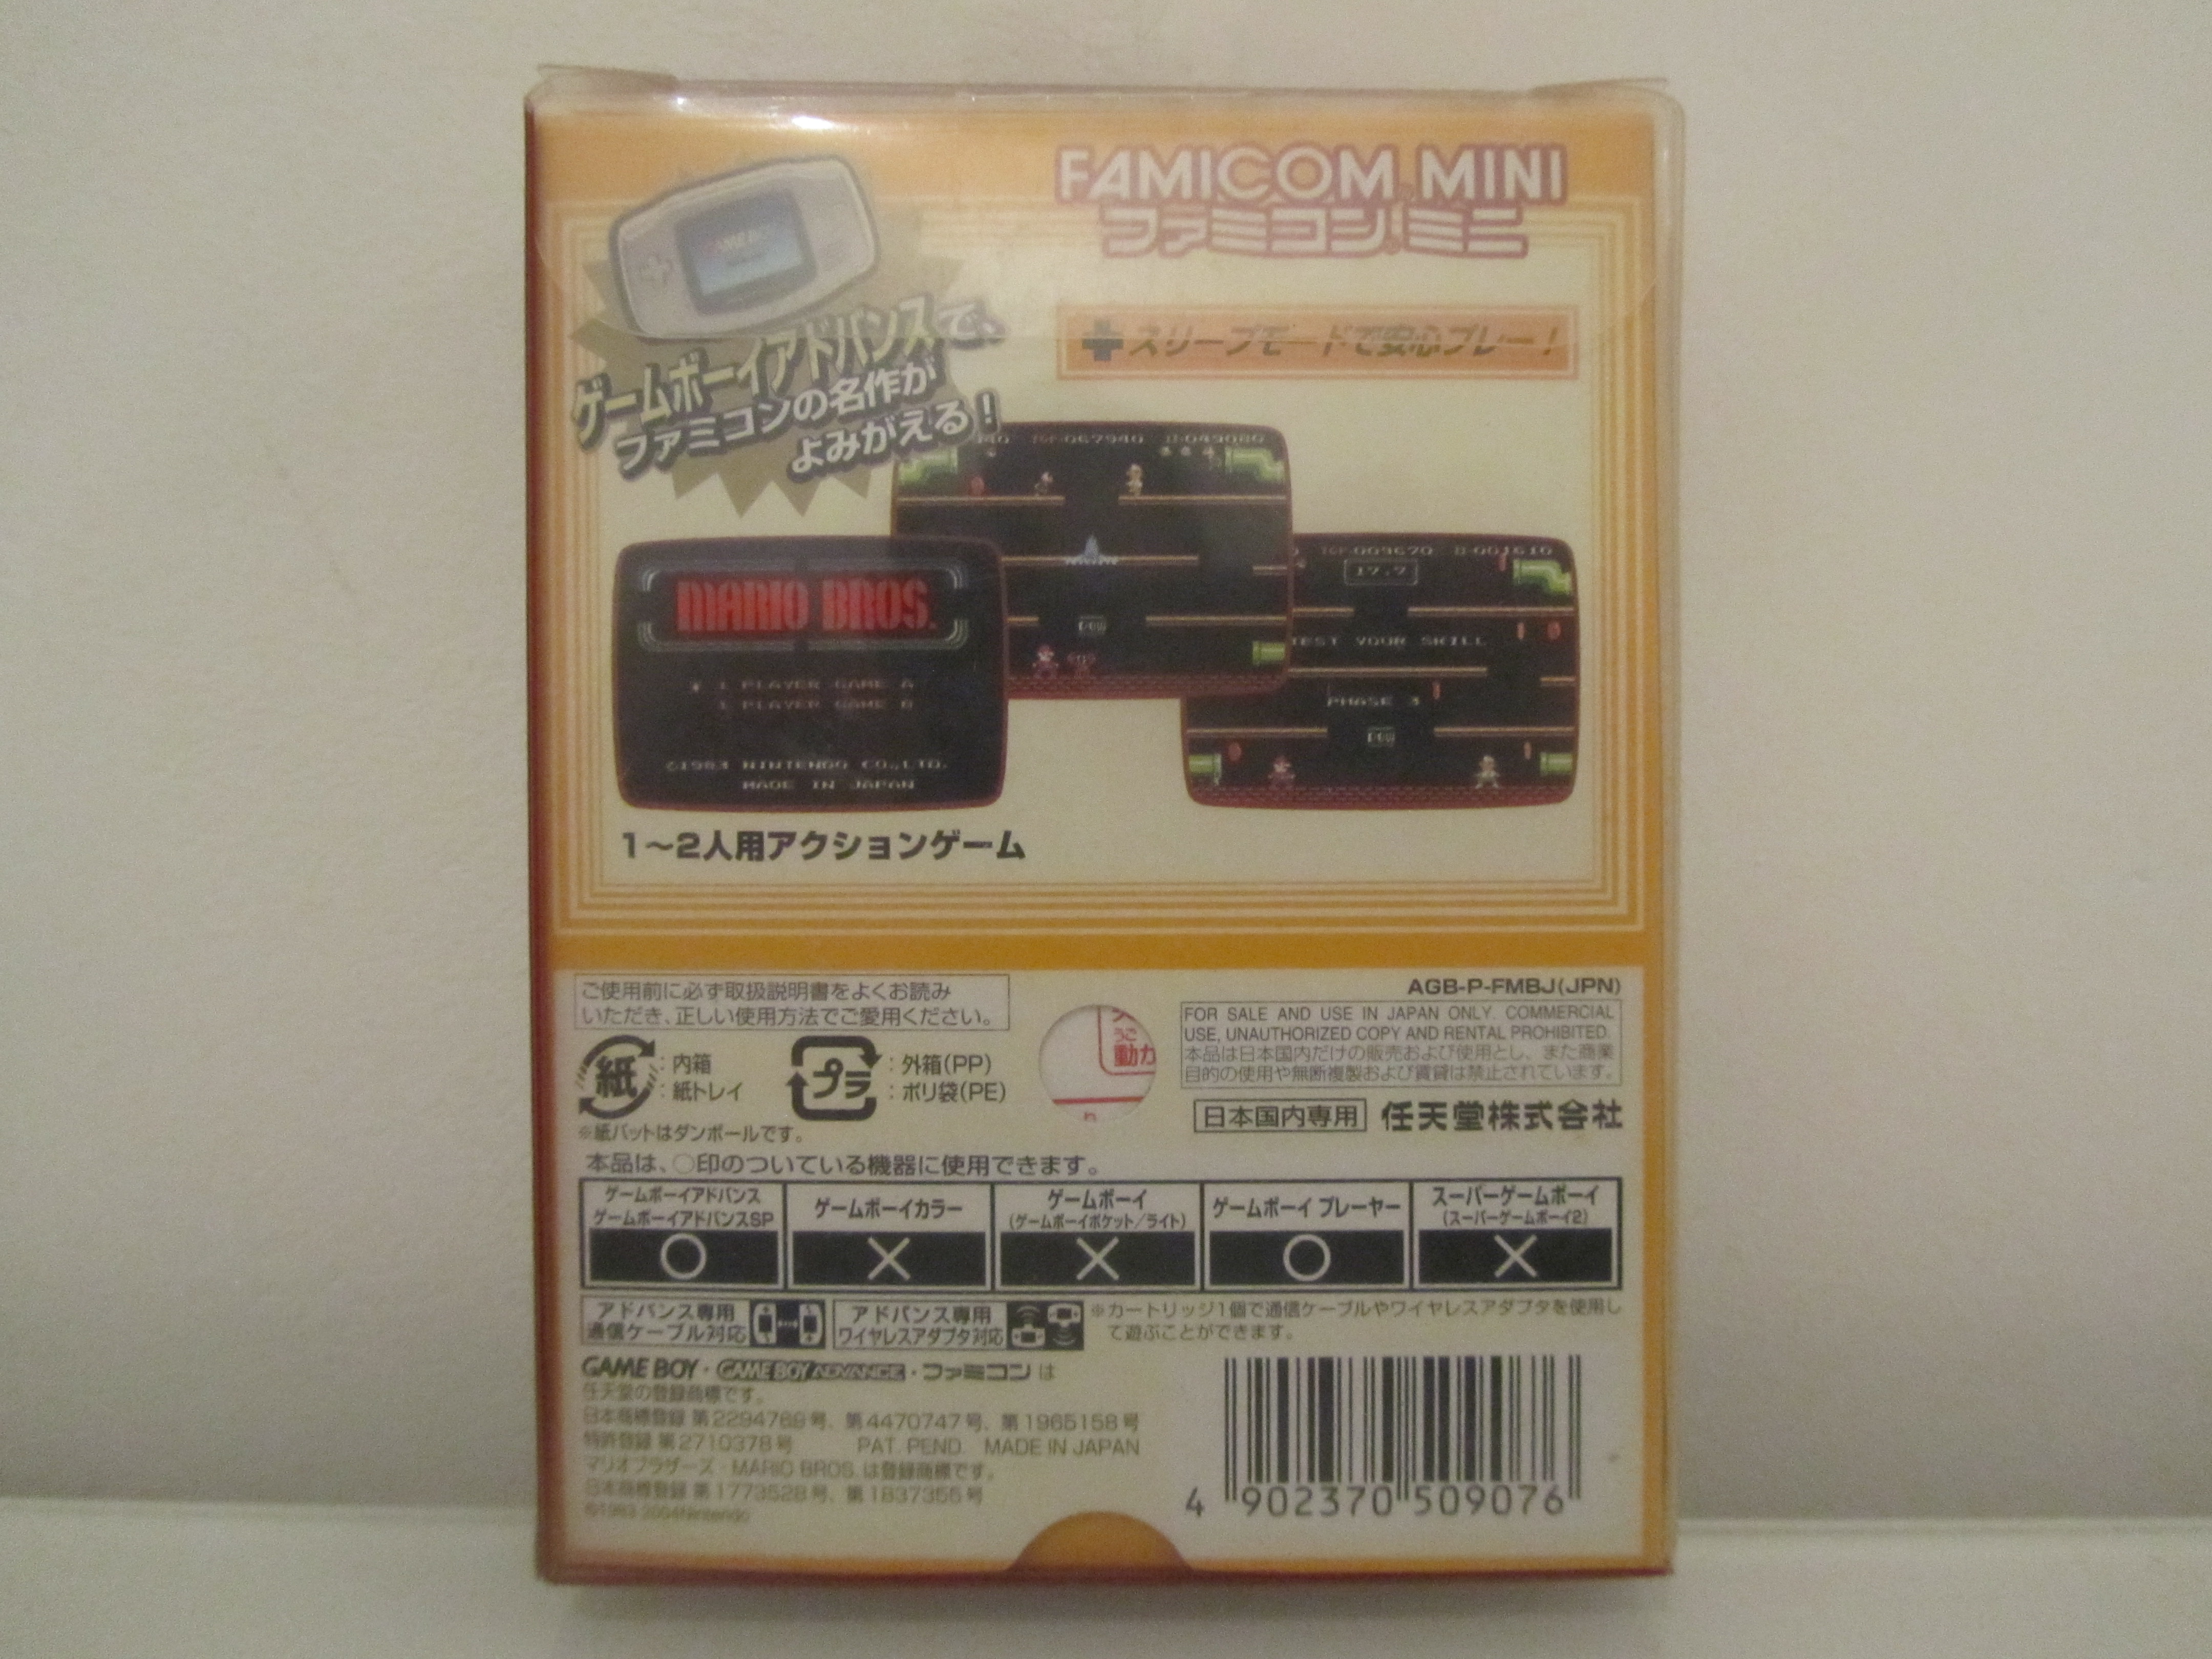 FAMICOM MINI
ファミコンミニ
ゲームボーイアドバンスで、
ファミコンの名作が
よみがえる!
スリープモードで安心プレー!
TOP-067940 II-049080
POW
MARIO BROS.
1 PLAYER GAME A
1 PLAYER GAME B
©1983 NINTENDO CO.,LTD.
MADE IN JAPAN
TOP-009670 II-001610
17.7
TEST YOUR SKILL
PHASE 3
POW
1〜2人用アクションゲーム
ご使用前に必ず取扱説明書をよくお読み
いただき、正しい使用方法でご愛用ください。
紙
:内箱
:紙トレイ
プラ
:外箱(PP)
:ポリ袋(PE)
※紙パットはダンボールです。
動か
AGB-P-FMBJ(JPN)
FOR SALE AND USE IN JAPAN ONLY. COMMERCIAL
USE, UNAUTHORIZED COPY AND RENTAL PROHIBITED.
本品は日本国内だけの販売および使用とし、また商業
目的の使用や無断複製および賃貸は禁止されています。
日本国内専用 任天堂株式会社
本品は、○印のついている機器に使用できます。
ゲームボーイアドバンス
ゲームボーイアドバンスSP
○
ゲームボーイカラー
×
ゲームボーイ
(ゲームボーイポケット/ライト)
×
ゲームボーイ プレーヤー
○
スーパーゲームボーイ
(スーパーゲームボーイ2)
×
アドバンス専用
通信ケーブル対応
アドバンス専用
ワイヤレスアダプタ対応
※カートリッジ1個で通信ケーブルやワイヤレスアダプタを使用し
て遊ぶことができます。
GAME BOY・GAME BOY ADVANCE・ファミコン は
任天堂の登録商標です。
日本商標登録 第2294769号、第4470747号、第1965158号
特許登録 第2710378号 PAT. PEND. MADE IN JAPAN
マリオブラザーズ・MARIO BROS. は登録商標です。
日本商標登録 第1773528号、第1837355号
©1983 2004Nintendo
4 902370 509076